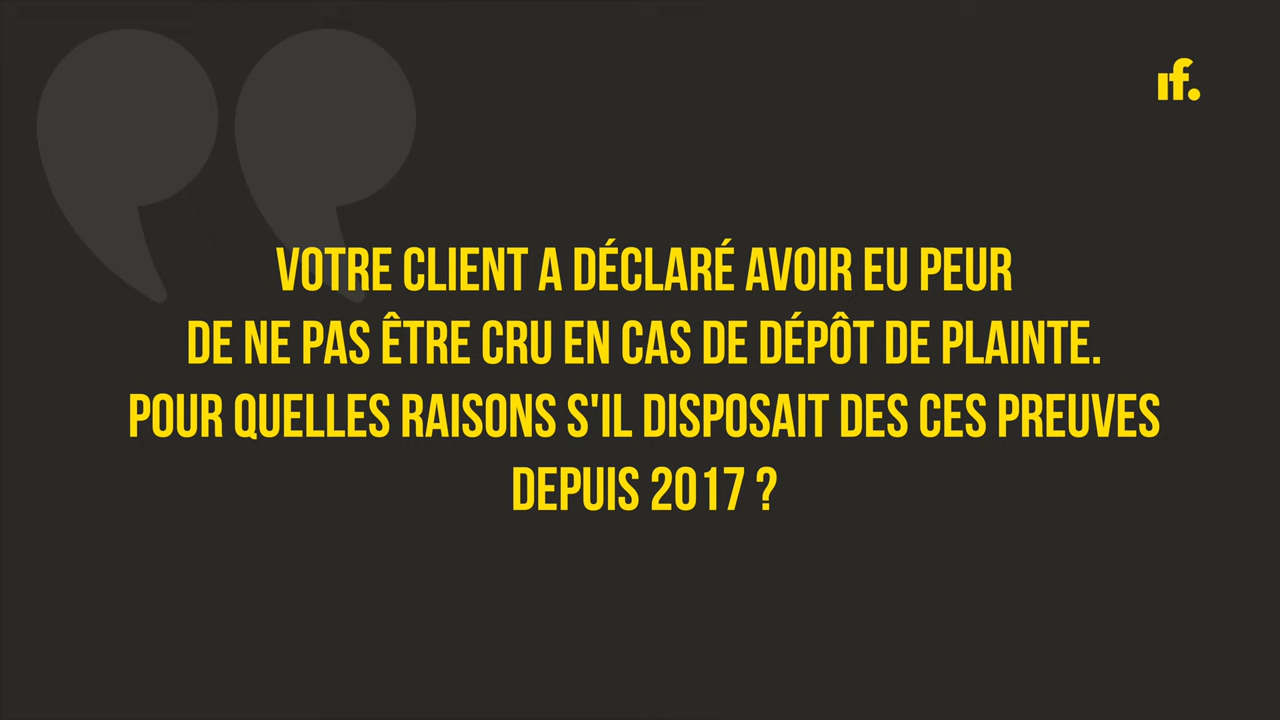 ıf.
VOTRE CLIENT A DÉCLARÉ AVOIR EU PEUR
DE NE PAS ÊTRE CRU EN CAS DE DÉPÔT DE PLAINTE.
POUR QUELLES RAISONS S'IL DISPOSAIT DES CES PREUVES
DEPUIS 2017 ?